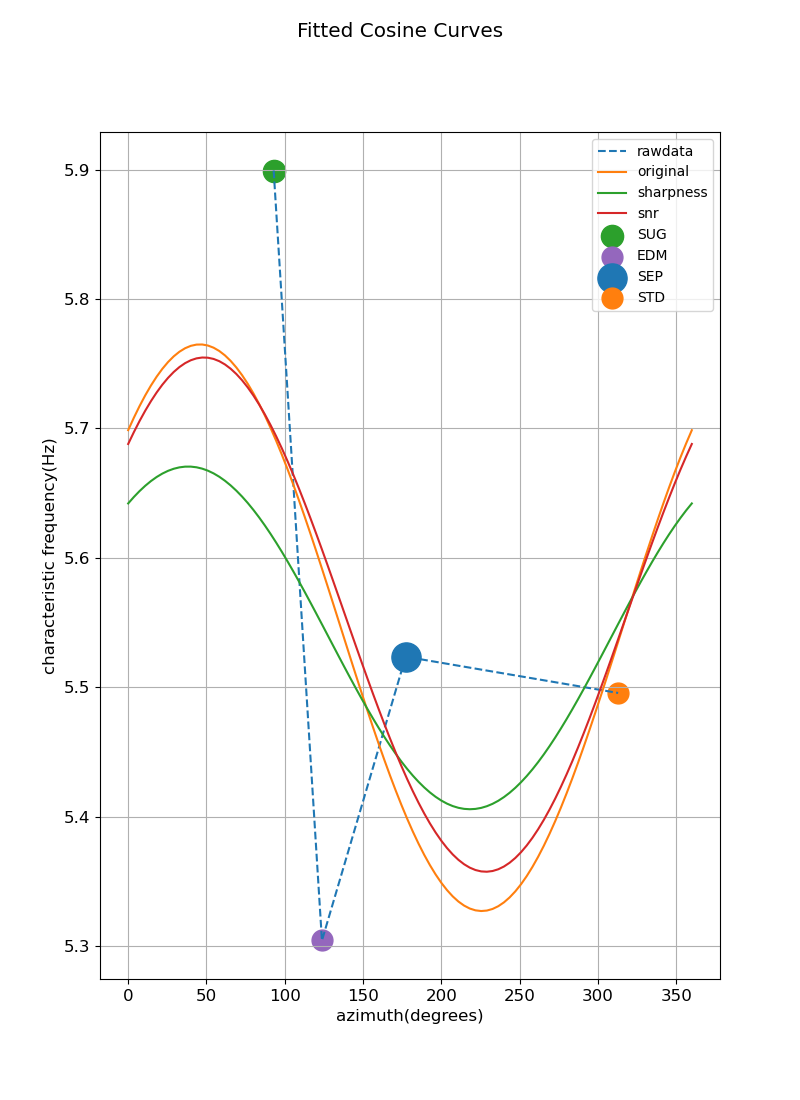 Fitted Cosine Curves
rawdata
original
sharpness
snr
SUG
EDM
SEP
STD
characteristic frequency(Hz)
5.9
5.8
5.7
5.6
5.5
5.4
5.3
0 50 100 150 200 250 300 350
azimuth(degrees)